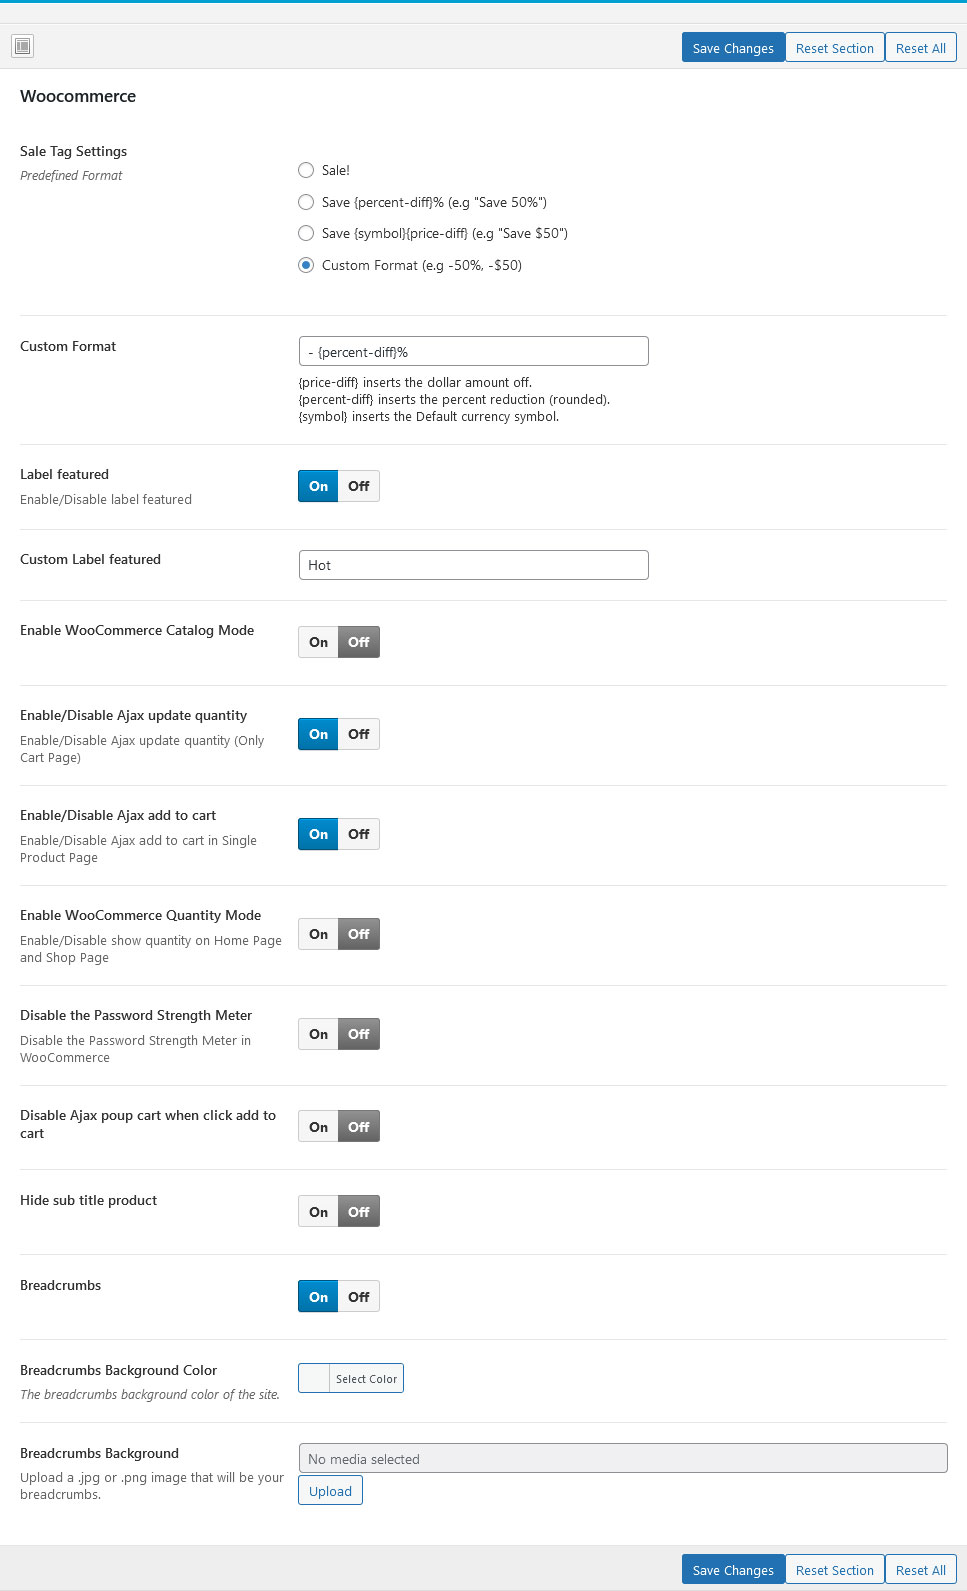 Save Changes Reset Section Reset All
Woocommerce
Sale Tag Settings
Predefined Format
Sale!
Save {percent-diff}% (e.g "Save 50%")
Save {symbol}{price-diff} (e.g "Save $50")
Custom Format (e.g -50%, -$50)
Custom Format
- {percent-diff}%
{price-diff} inserts the dollar amount off.
{percent-diff} inserts the percent reduction (rounded).
{symbol} inserts the Default currency symbol.
Label featured
Enable/Disable label featured
On Off
Custom Label featured
Hot
Enable WooCommerce Catalog Mode
On Off
Enable/Disable Ajax update quantity
Enable/Disable Ajax update quantity (Only
Cart Page)
On Off
Enable/Disable Ajax add to cart
Enable/Disable Ajax add to cart in Single
Product Page
On Off
Enable WooCommerce Quantity Mode
Enable/Disable show quantity on Home Page
and Shop Page
On Off
Disable the Password Strength Meter
Disable the Password Strength Meter in
WooCommerce
On Off
Disable Ajax poup cart when click add to
cart
On Off
Hide sub title product
On Off
Breadcrumbs
On Off
Breadcrumbs Background Color
The breadcrumbs background color of the site.
Select Color
Breadcrumbs Background
Upload a .jpg or .png image that will be your
breadcrumbs.
No media selected
Upload
Save Changes Reset Section Reset All